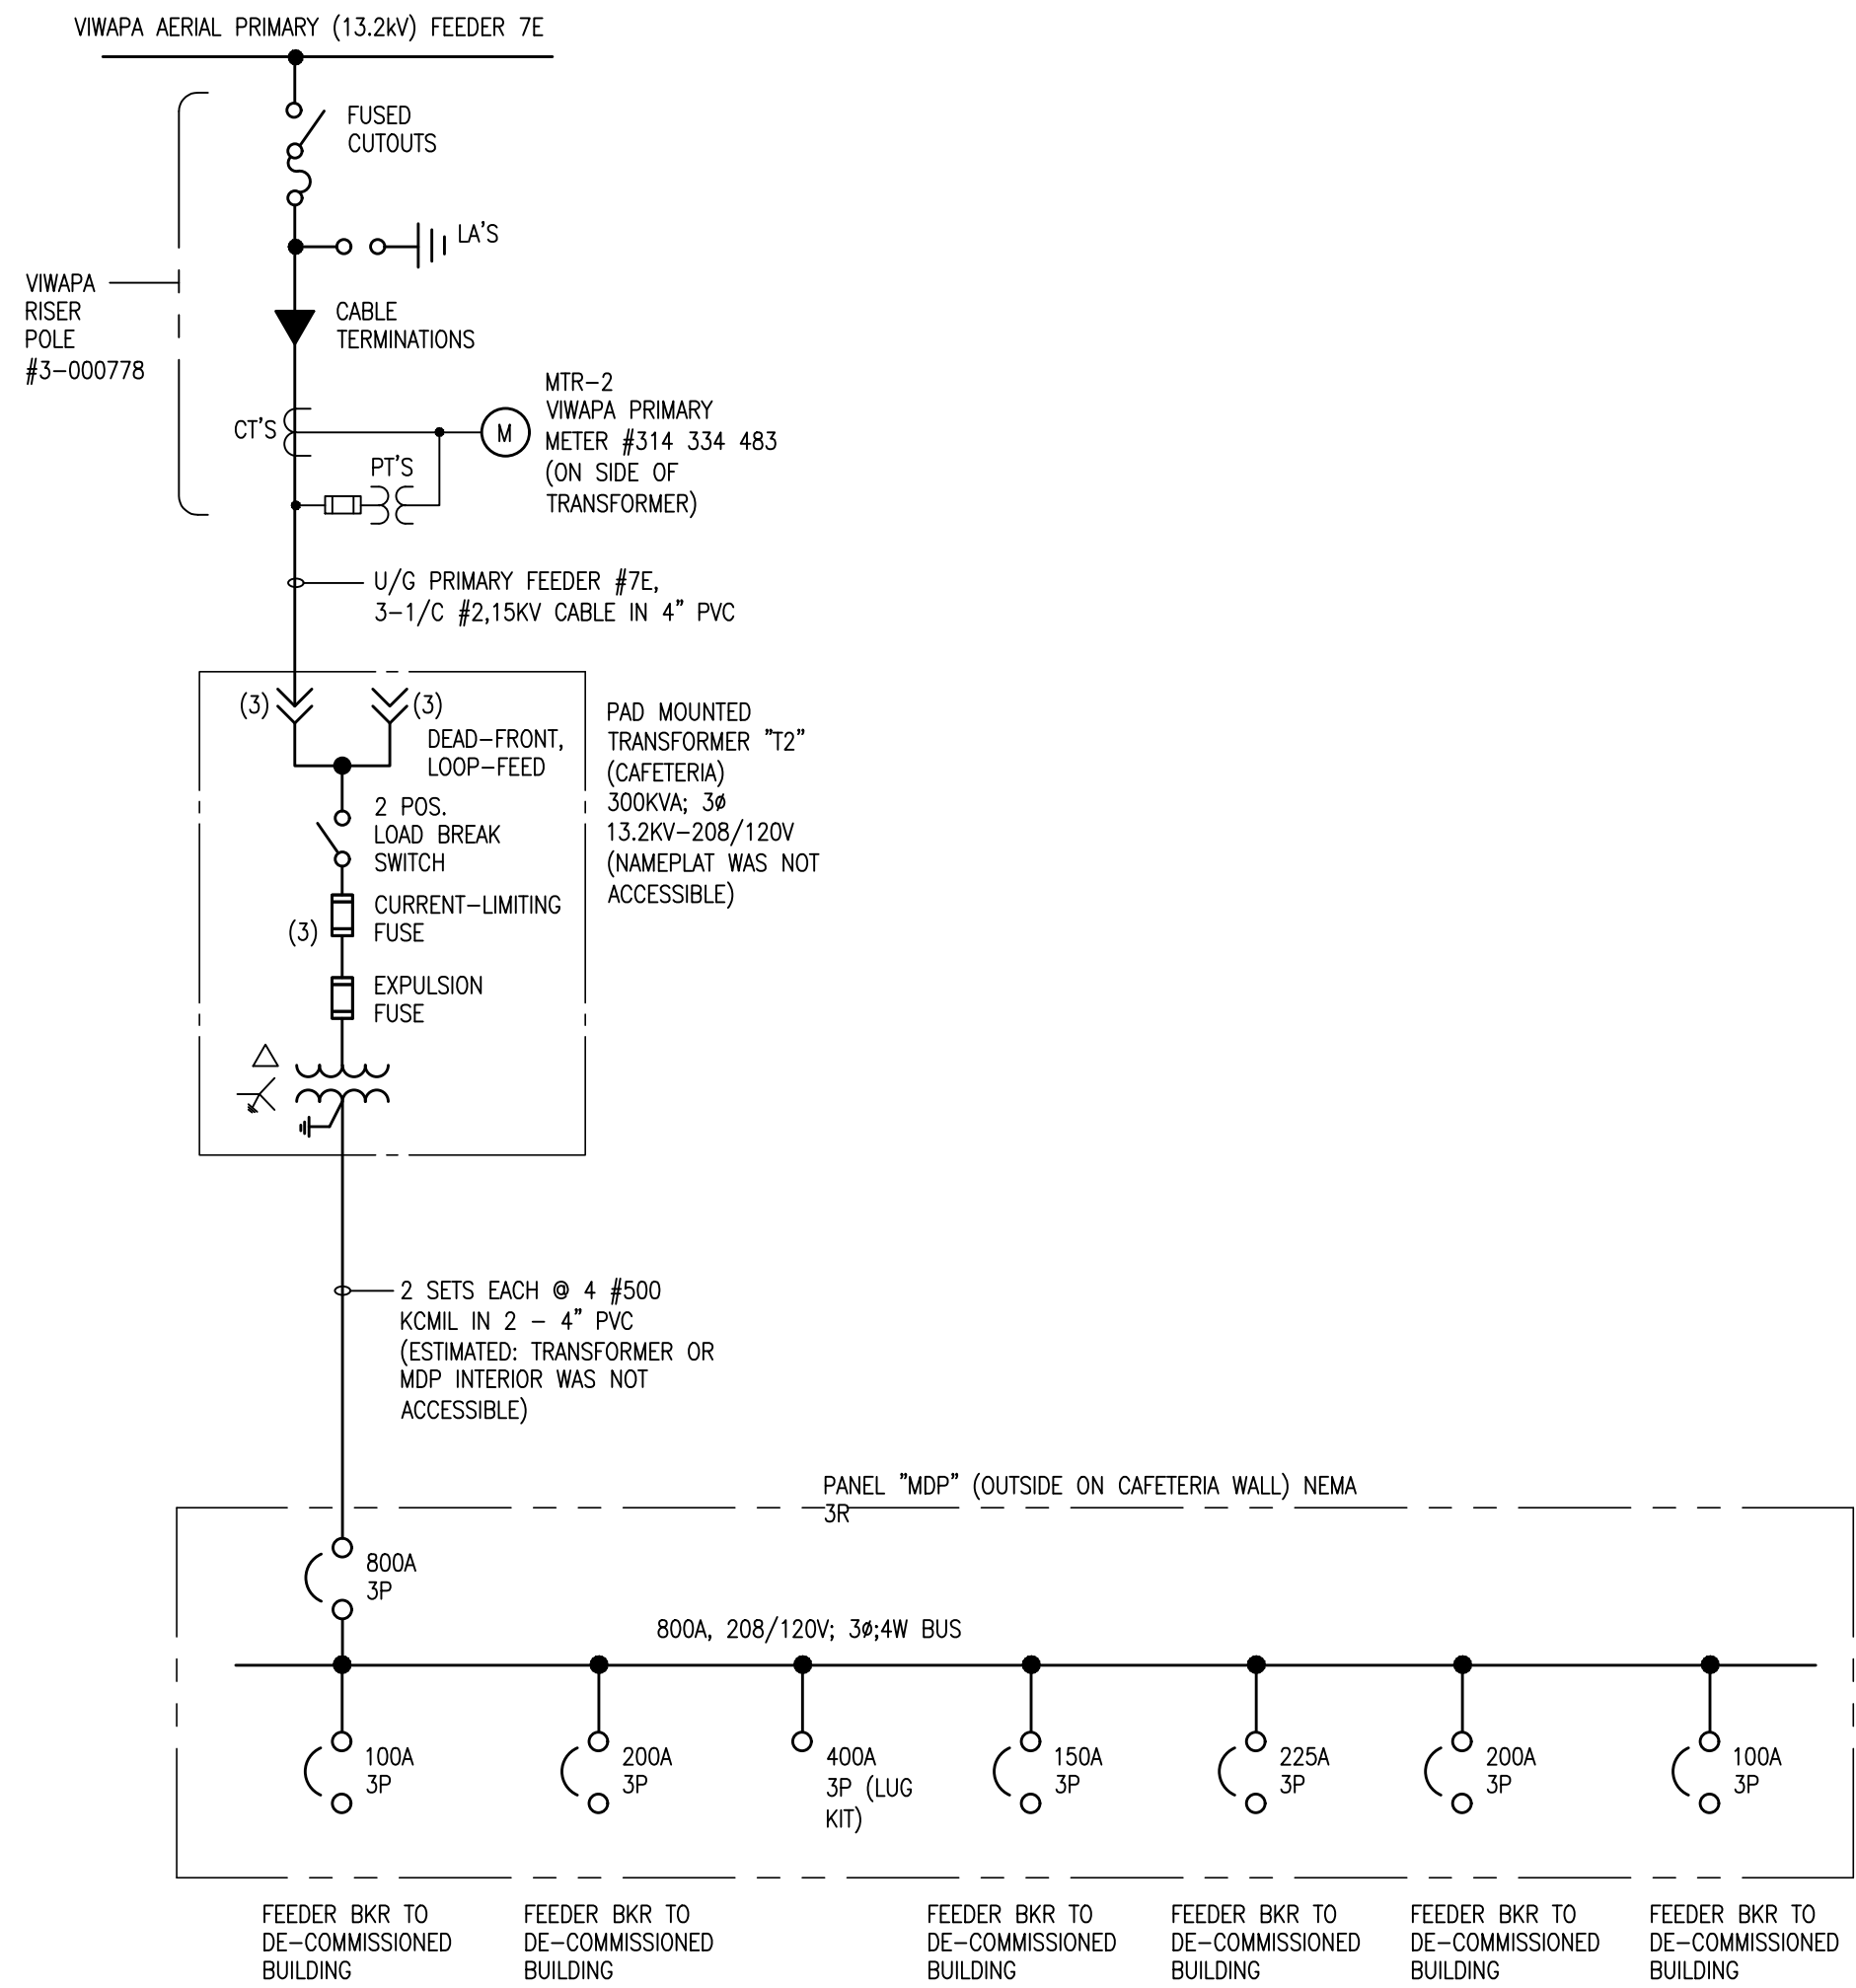 VIWAPA AERIAL PRIMARY (13.2kV) FEEDER 7E
FUSED
CUTOUTS
LA'S
VIWAPA
RISER
POLE
#3-000778
CABLE
TERMINATIONS
CT'S
M
PT'S
MTR-2
VIWAPA PRIMARY
METER #314 334 483
(ON SIDE OF
TRANSFORMER)
U/G PRIMARY FEEDER #7E,
3-1/C #2,15KV CABLE IN 4" PVC
(3)
(3)
DEAD-FRONT,
LOOP-FEED
2 POS.
LOAD BREAK
SWITCH
CURRENT-LIMITING
FUSE
(3)
EXPULSION
FUSE
PAD MOUNTED
TRANSFORMER "T2"
(CAFETERIA)
300KVA; 3ø
13.2KV-208/120V
(NAMEPLAT WAS NOT
ACCESSIBLE)
2 SETS EACH @ 4 #500
KCMIL IN 2 - 4" PVC
(ESTIMATED: TRANSFORMER OR
MDP INTERIOR WAS NOT
ACCESSIBLE)
PANEL "MDP" (OUTSIDE ON CAFETERIA WALL) NEMA
3R
800A
3P
800A, 208/120V; 3ø;4W BUS
100A
3P
200A
3P
400A
3P (LUG
KIT)
150A
3P
225A
3P
200A
3P
100A
3P
FEEDER BKR TO
DE-COMMISSIONED
BUILDING
FEEDER BKR TO
DE-COMMISSIONED
BUILDING
FEEDER BKR TO
DE-COMMISSIONED
BUILDING
FEEDER BKR TO
DE-COMMISSIONED
BUILDING
FEEDER BKR TO
DE-COMMISSIONED
BUILDING
FEEDER BKR TO
DE-COMMISSIONED
BUILDING